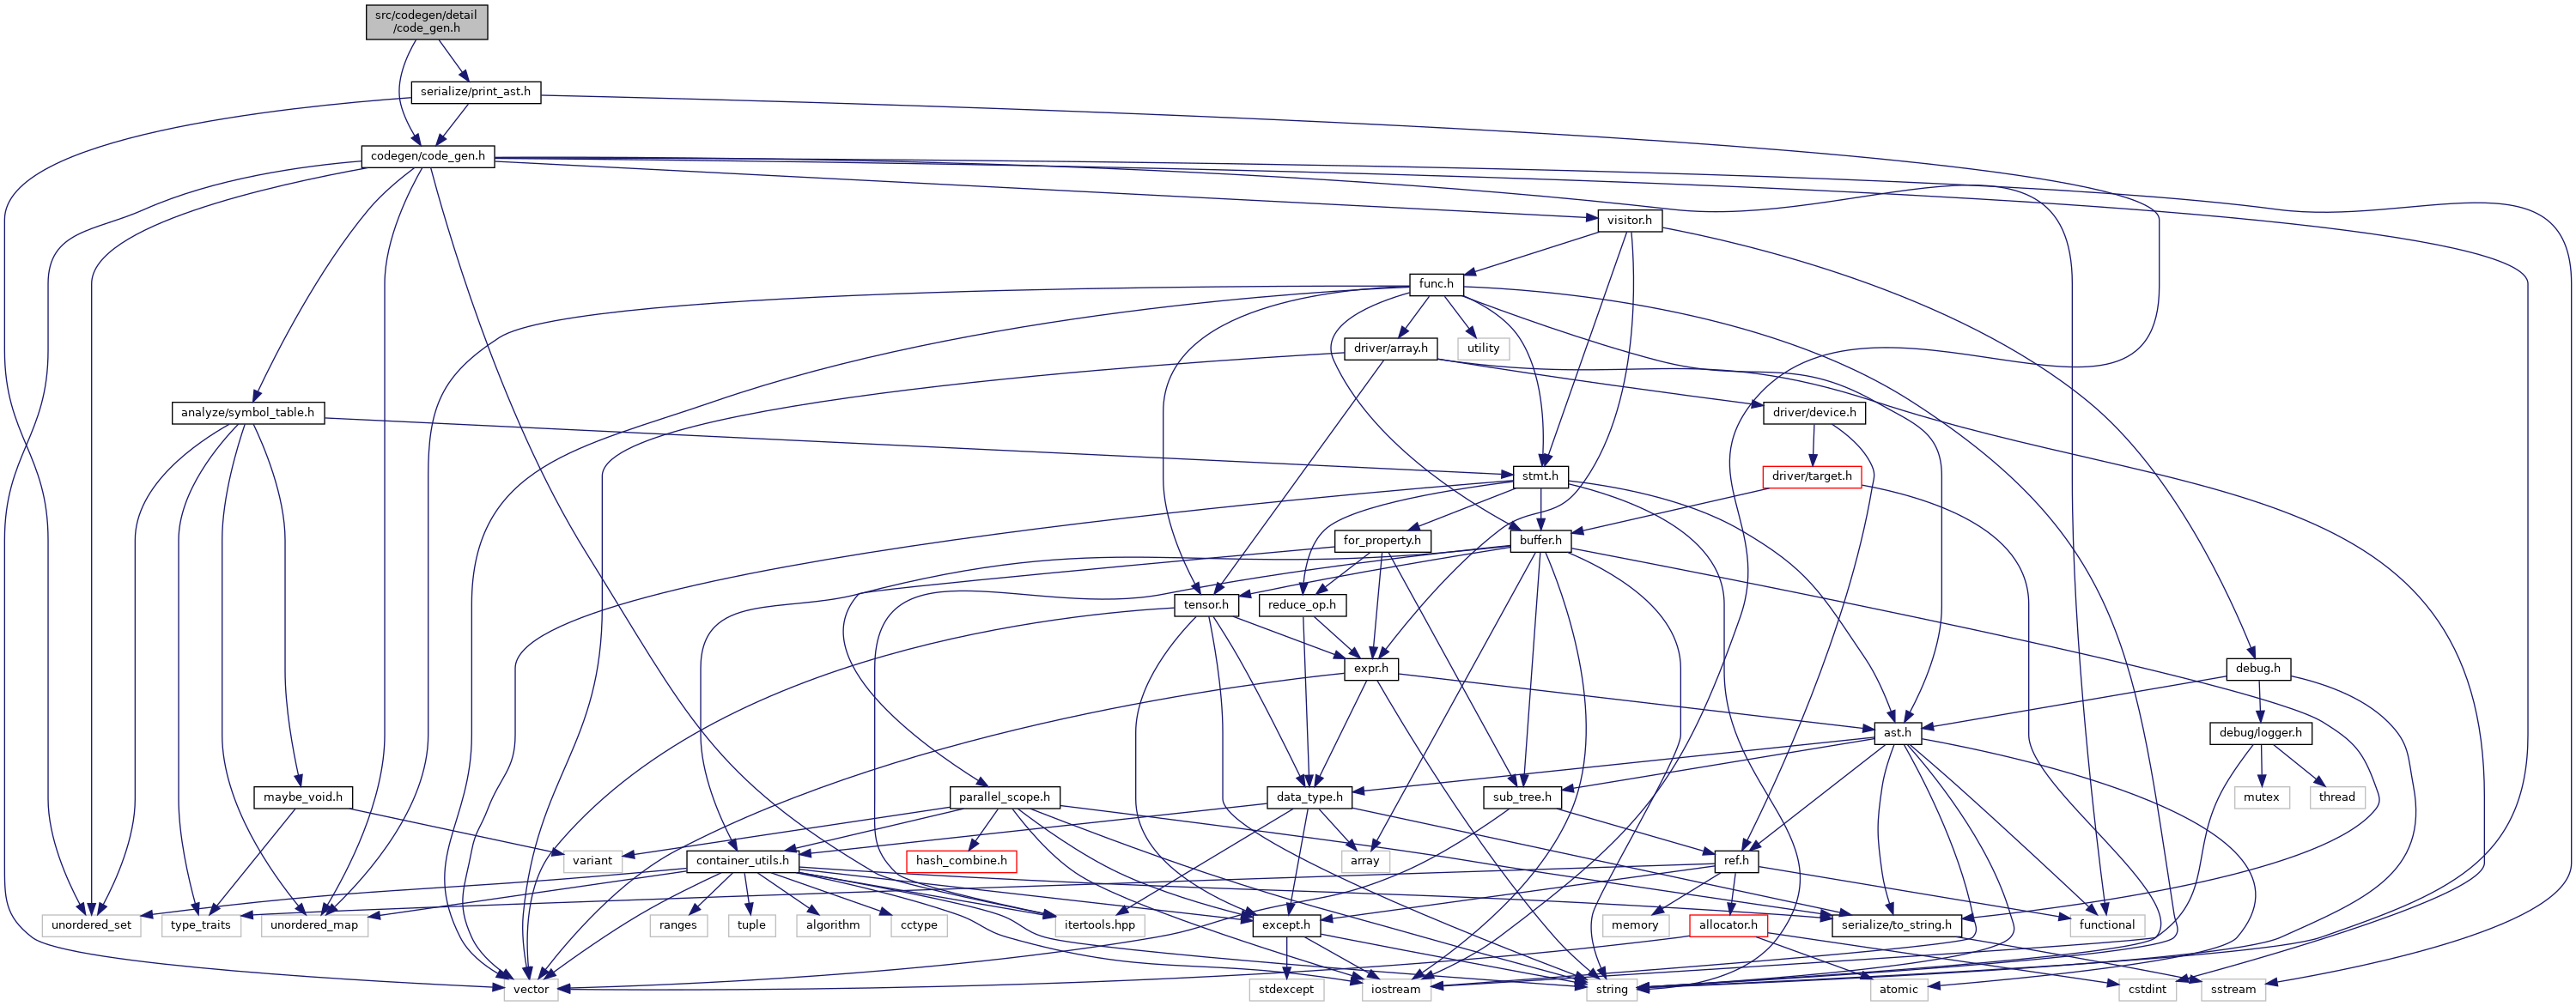 src/codegen/detail
/code_gen.h
serialize/print_ast.h
codegen/code_gen.h
visitor.h
func.h
driver/array.h
utility
analyze/symbol_table.h
driver/device.h
stmt.h
driver/target.h
for_property.h
buffer.h
tensor.h
reduce_op.h
expr.h
debug.h
ast.h
debug/logger.h
maybe_void.h
parallel_scope.h
data_type.h
sub_tree.h
mutex
thread
variant
container_utils.h
hash_combine.h
array
ref.h
unordered_set
type_traits
unordered_map
ranges
tuple
algorithm
cctype
itertools.hpp
except.h
memory
allocator.h
serialize/to_string.h
functional
vector
stdexcept
iostream
string
atomic
cstdint
sstream